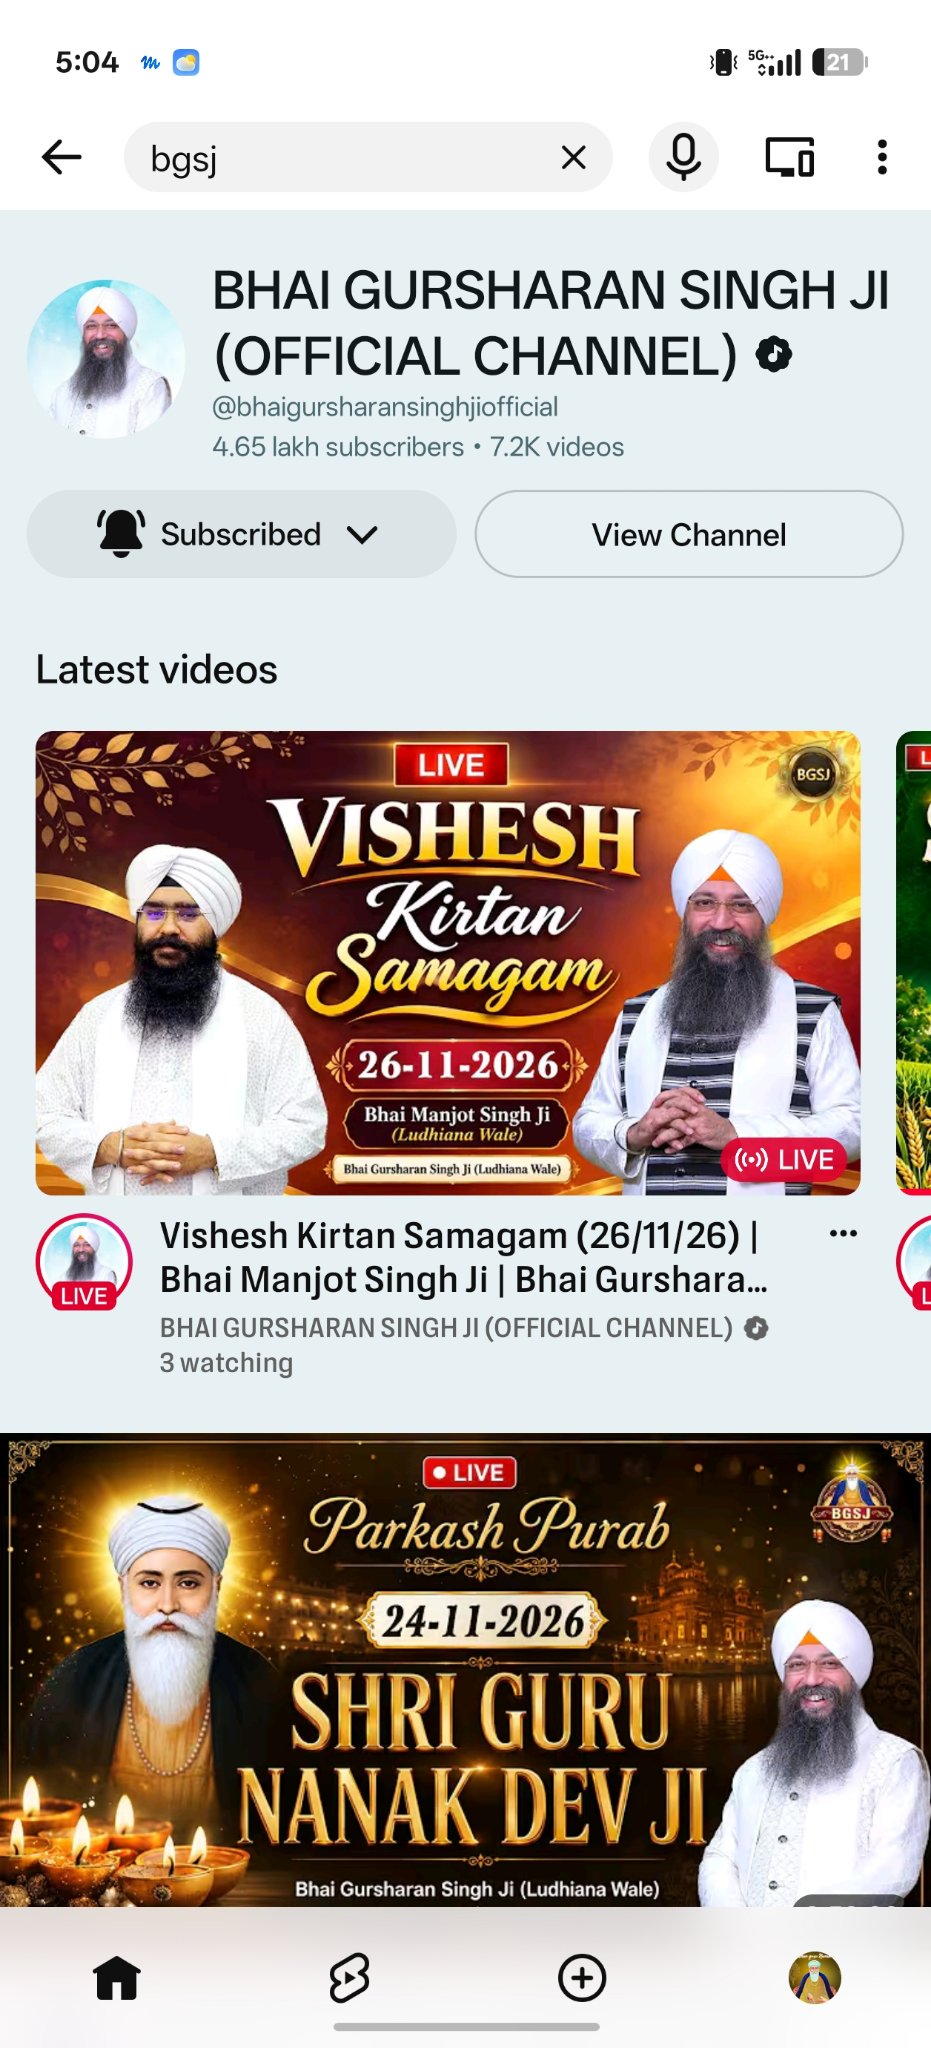 5:04
5G++
21
bgsj
BHAI GURSHARAN SINGH JI
(OFFICIAL CHANNEL)
@bhaigursharansinghjiofficial
4.65 lakh subscribers • 7.2K videos
Subscribed
View Channel
Latest videos
LIVE
BGSJ
VISHESH
Kirtan
Samagam
26-11-2026
Bhai Manjot Singh Ji
(Ludhiana Wale)
Bhai Gursharan Singh Ji (Ludhiana Wale)
LIVE
LIVE
Vishesh Kirtan Samagam (26/11/26) |
Bhai Manjot Singh Ji | Bhai Gurshara...
BHAI GURSHARAN SINGH JI (OFFICIAL CHANNEL)
3 watching
LIVE
Parkash Purab
BGSJ
24-11-2026
SHRI GURU
NANAK DEV JI
Bhai Gursharan Singh Ji (Ludhiana Wale)